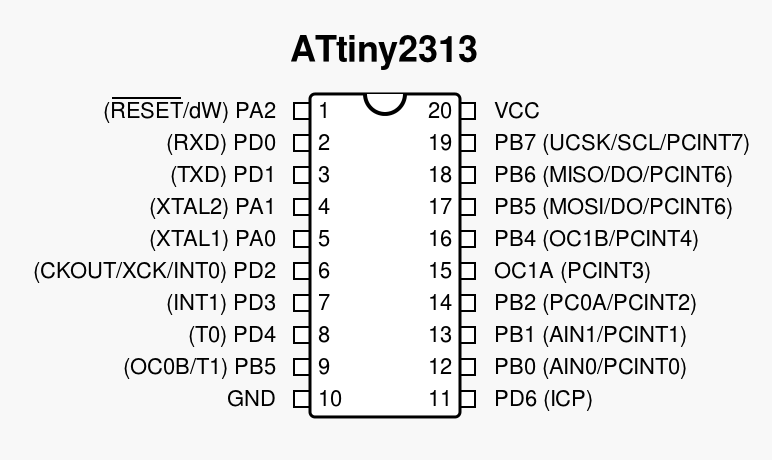 ATtiny2313
(RESET/dW) PA2 1 20 VCC
(RXD) PD0 2 19 PB7 (UCSK/SCL/PCINT7)
(TXD) PD1 3 18 PB6 (MISO/DO/PCINT6)
(XTAL2) PA1 4 17 PB5 (MOSI/DO/PCINT6)
(XTAL1) PA0 5 16 PB4 (OC1B/PCINT4)
(CKOUT/XCK/INT0) PD2 6 15 OC1A (PCINT3)
(INT1) PD3 7 14 PB2 (PC0A/PCINT2)
(T0) PD4 8 13 PB1 (AIN1/PCINT1)
(OC0B/T1) PB5 9 12 PB0 (AIN0/PCINT0)
GND 10 11 PD6 (ICP)